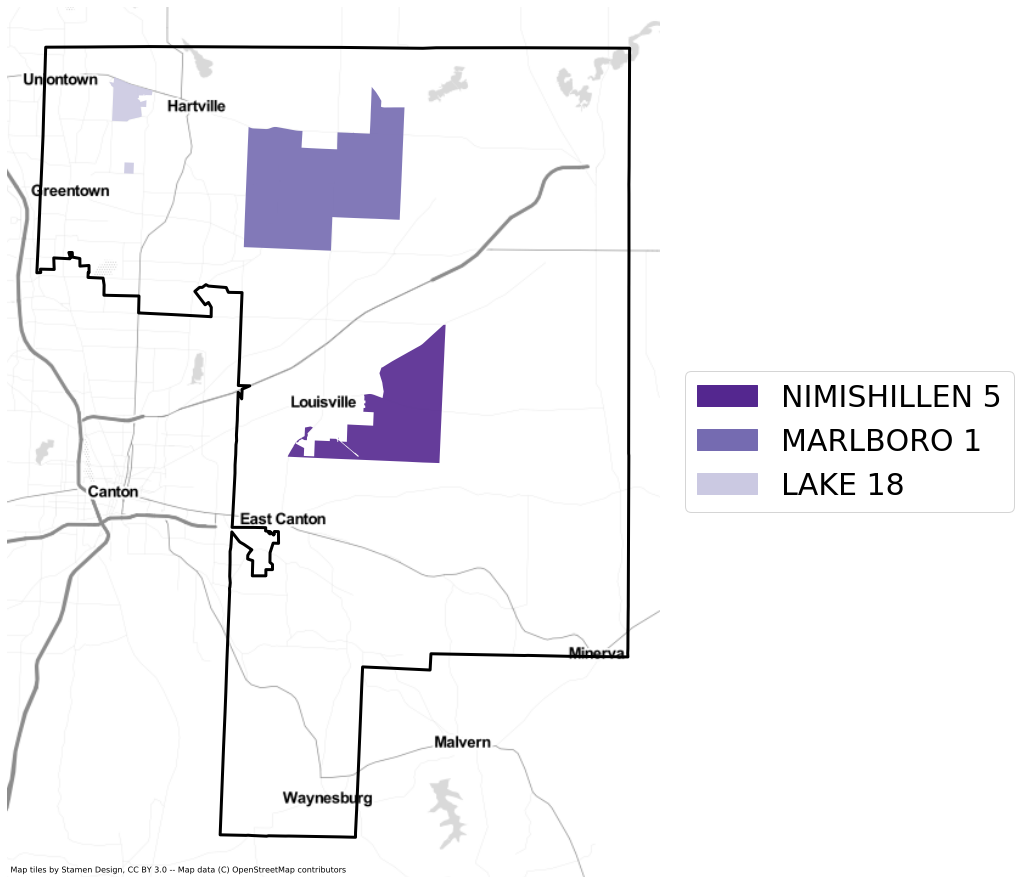 Uniontown
Hartville
Greentown
Louisville
NIMISHILLEN 5
MARLBORO 1
LAKE 18
Canton
East Canton
Minerva
Malvern
Waynesburg
Map tiles by Stamen Design, CC BY 3.0 -- Map data (C) OpenStreetMap contributors